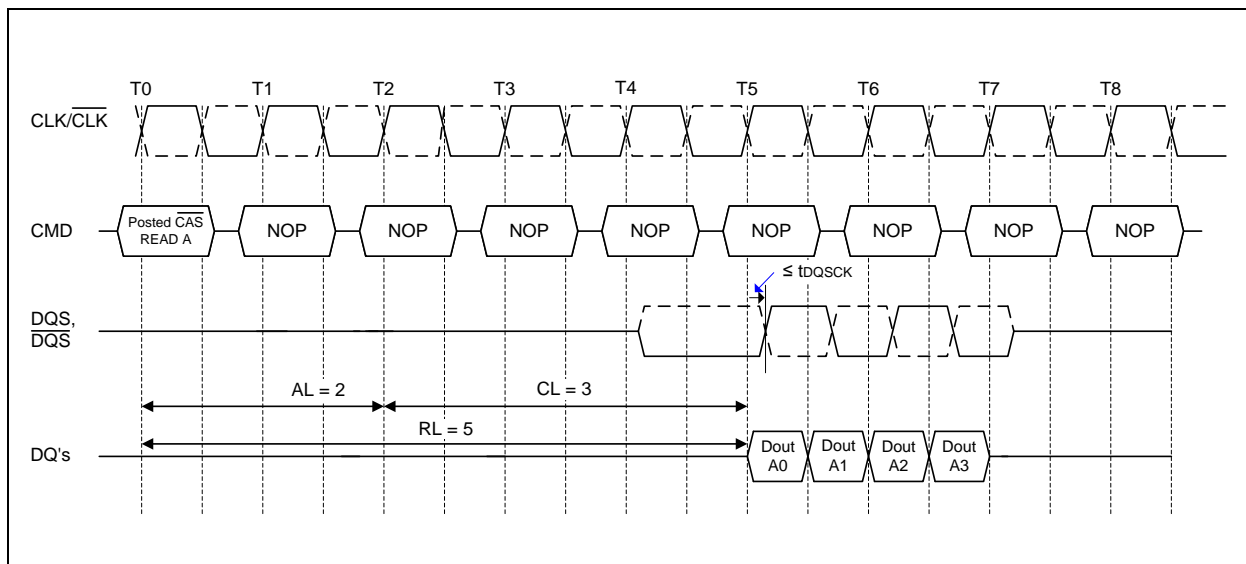 T0 T1 T2 T3 T4 T5 T6 T7 T8
CLK/CLK
CMD
Posted CAS
READ A
NOP NOP NOP NOP NOP NOP NOP NOP
≤ tDQSCK
DQS,
DQS
AL = 2 CL = 3
RL = 5
DQ's
Dout
A0
Dout
A1
Dout
A2
Dout
A3